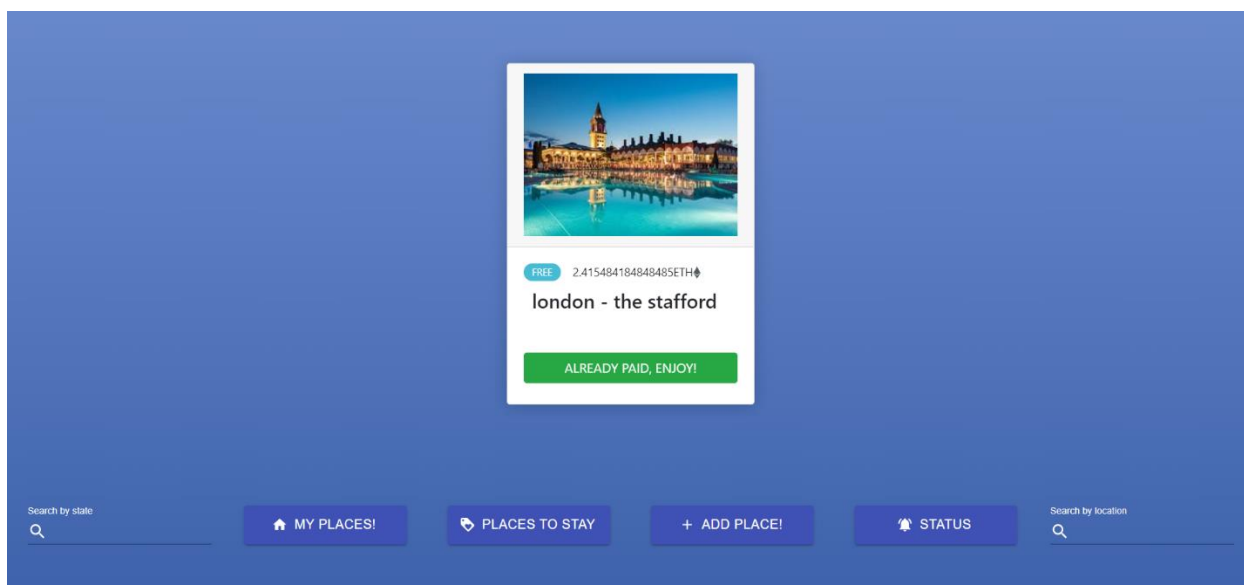 FREE 2.415484184848485ETH
london - the stafford
ALREADY PAID, ENJOY!
Search by state
MY PLACES!
PLACES TO STAY
+ ADD PLACE!
STATUS
Search by location